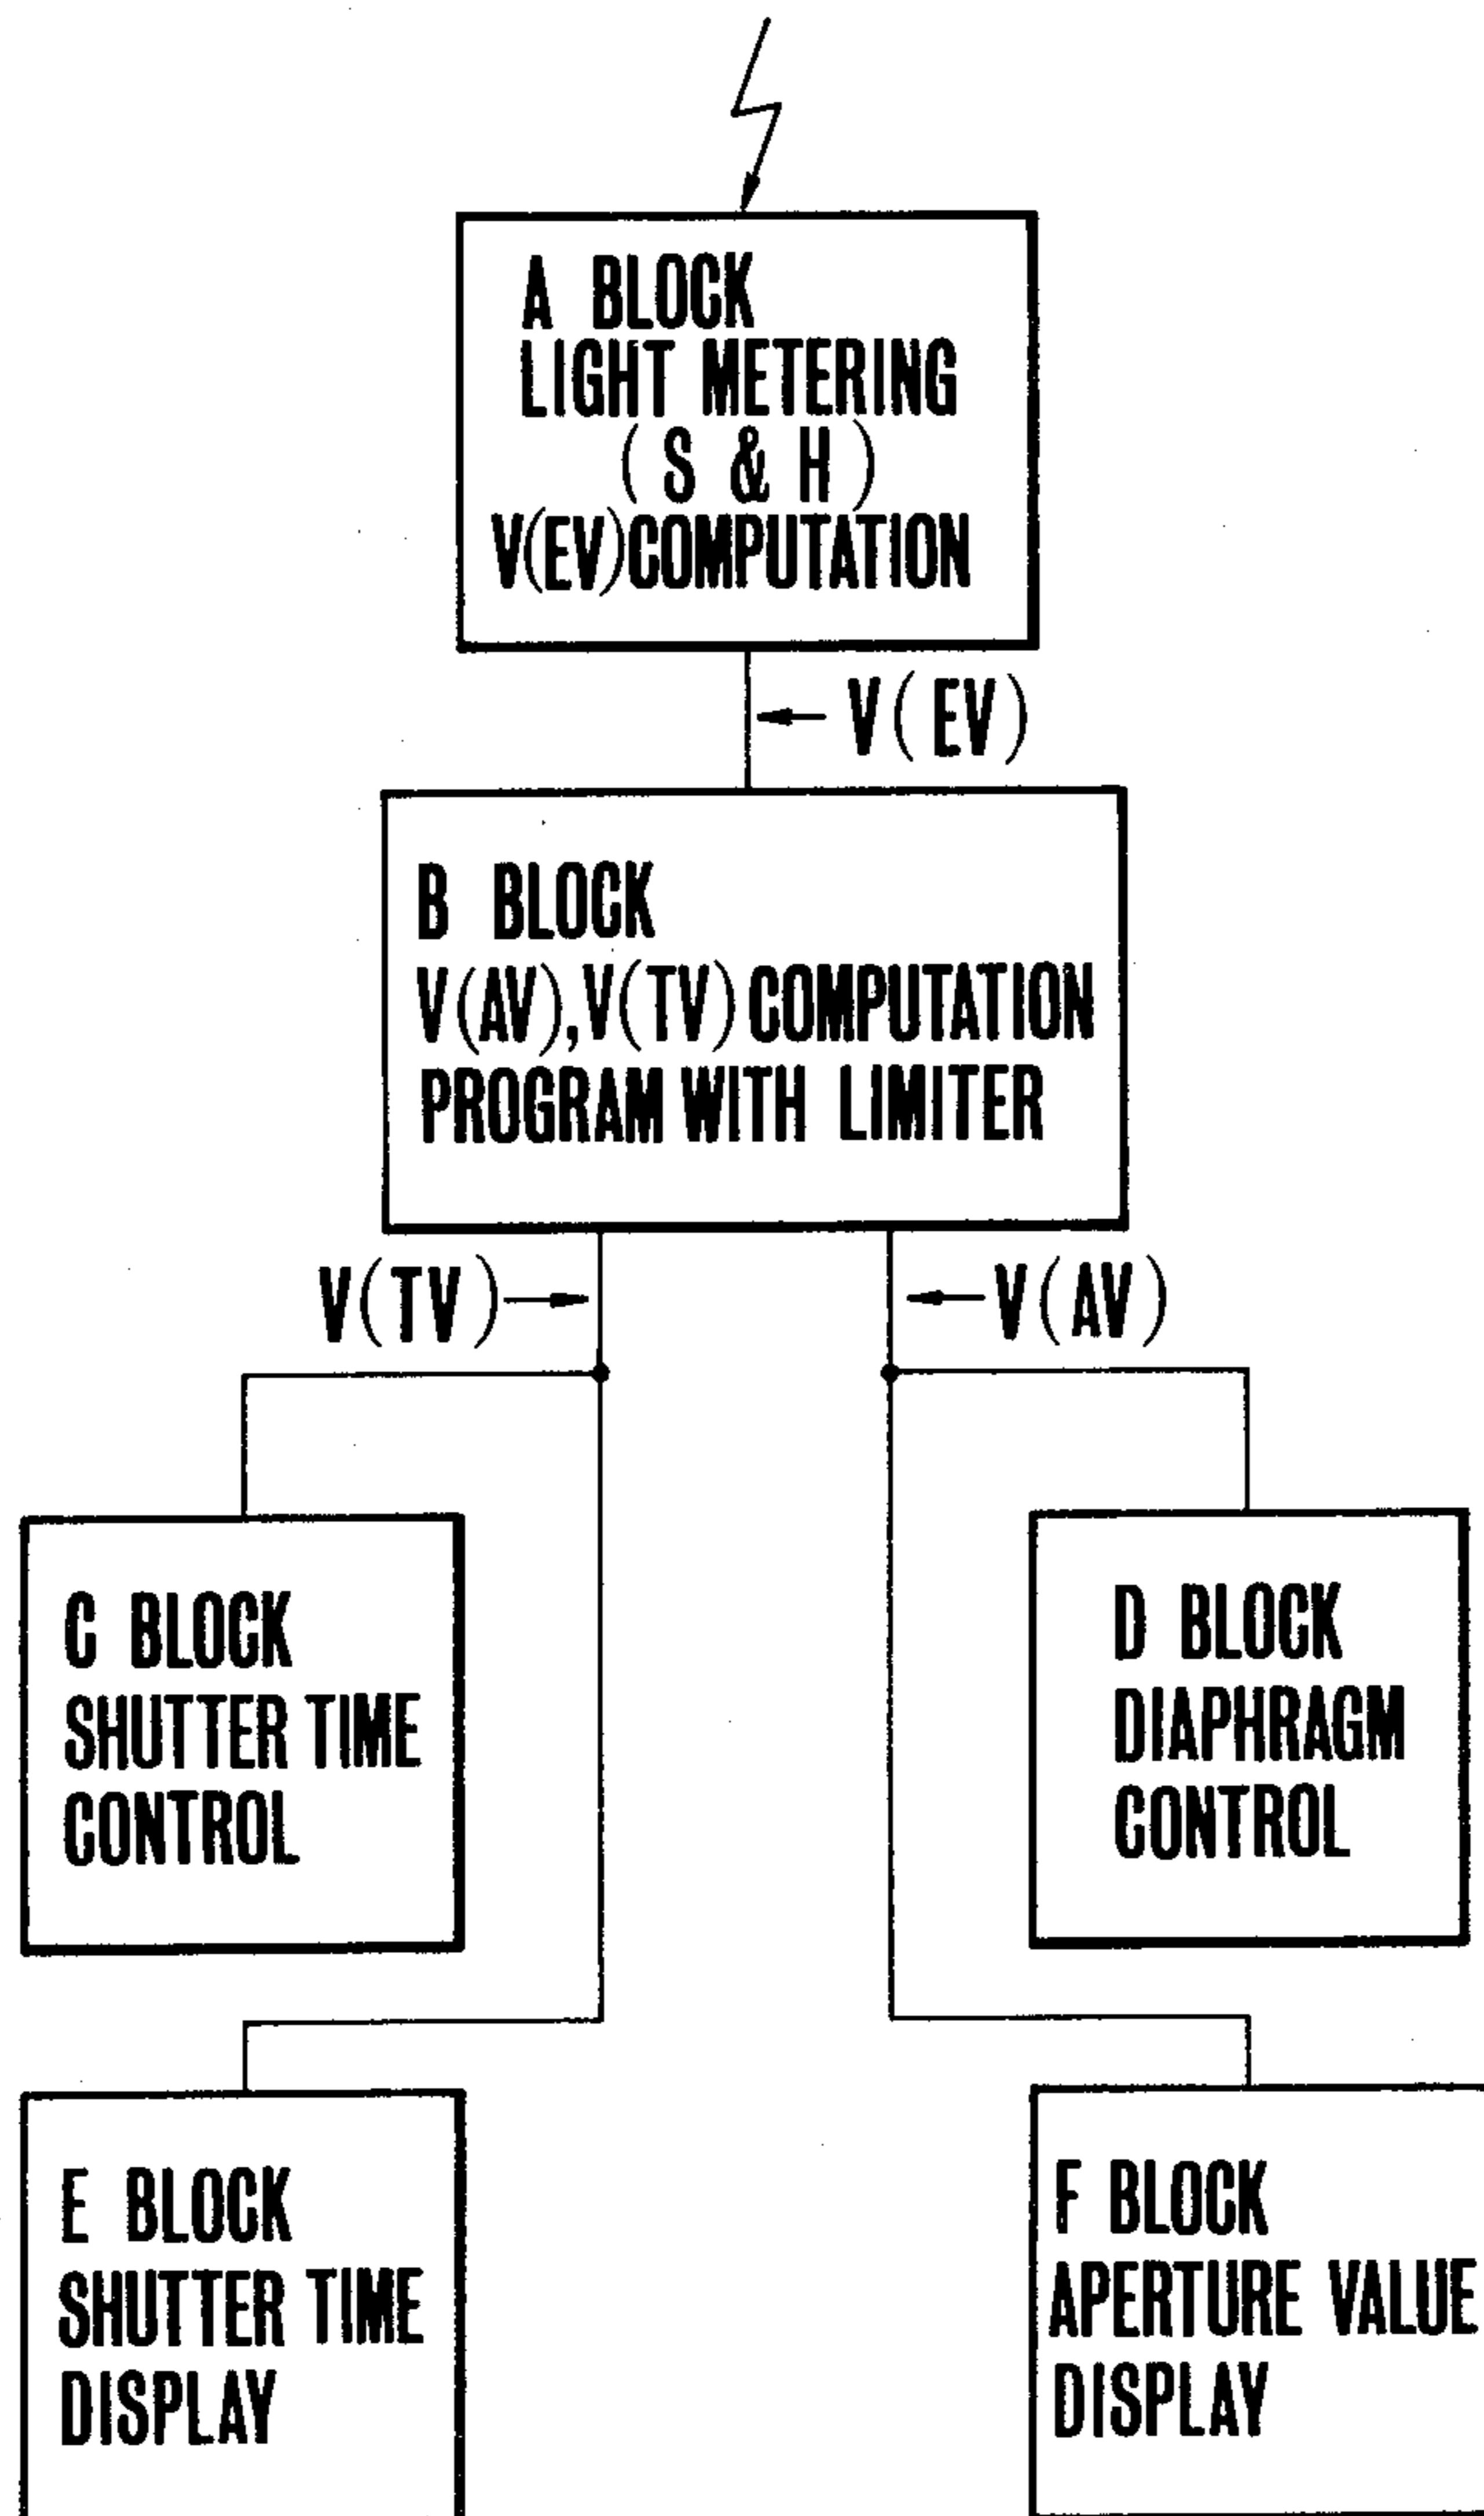 A BLOCK
LIGHT METERING
(S & H)
V(EV)COMPUTATION
V(EV)
B BLOCK
V(AV),V(TV)COMPUTATION
PROGRAM WITH LIMITER
V(TV)
V(AV)
C BLOCK
SHUTTER TIME
CONTROL
D BLOCK
DIAPHRAGM
CONTROL
E BLOCK
SHUTTER TIME
DISPLAY
F BLOCK
APERTURE VALUE
DISPLAY